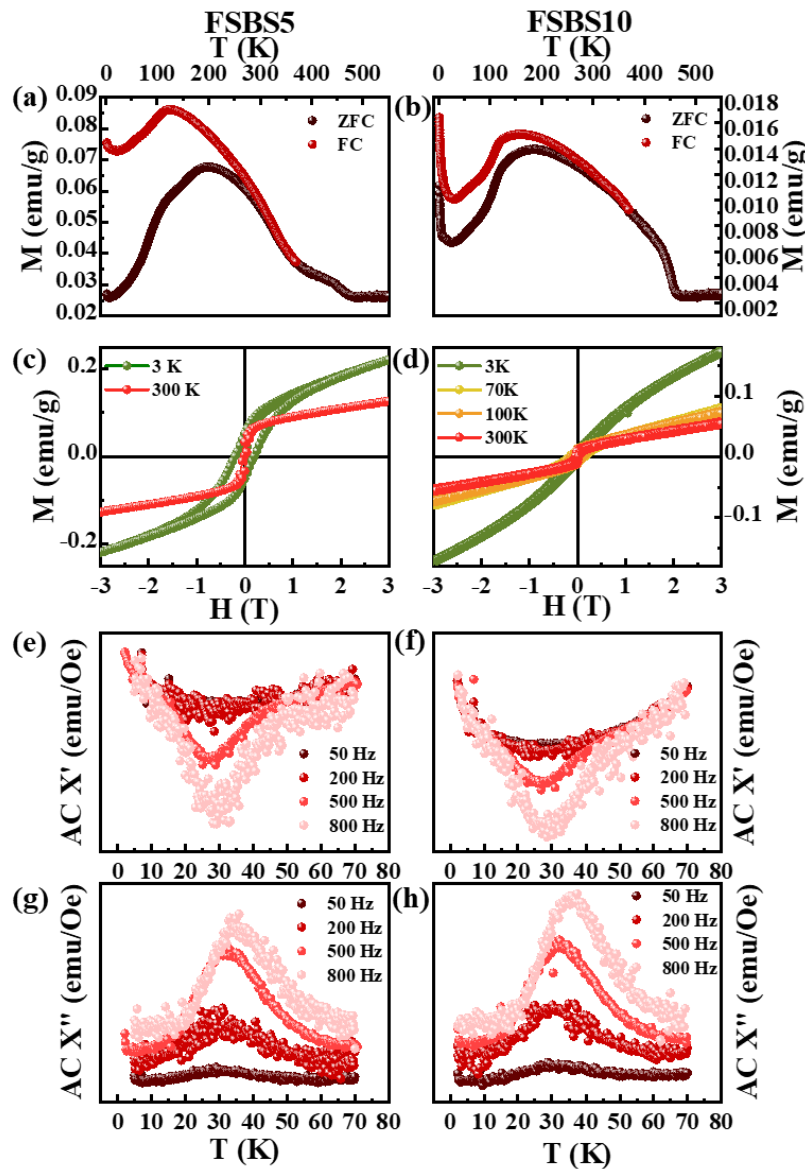 FSBS5 FSBS10
T (K) T (K)
0 100 200 300 400 500 0 100 200 300 400 500
(a) (b)
ZFC ZFC
FC FC
M (emu/g) M (emu/g)
0.09 0.018
0.08 0.016
0.07 0.014
0.06 0.012
0.05 0.010
0.04 0.008
0.03 0.006
0.02 0.004
0.002
(c) (d)
3 K 3K
300 K 70K
100K
300K
M (emu/g) M (emu/g)
0.2 0.1
0.0 0.0
-0.2 -0.1
-3 -2 -1 0 1 2 3 -3 -2 -1 0 1 2 3
H (T) H (T)
(e) (f)
AC X' (emu/Oe) AC X' (emu/Oe)
50 Hz 50 Hz
200 Hz 200 Hz
500 Hz 500 Hz
800 Hz 800 Hz
0 10 20 30 40 50 60 70 80 0 10 20 30 40 50 60 70 80
(g) (h)
AC X'' (emu/Oe) AC X'' (emu/Oe)
50 Hz 50 Hz
200 Hz 200 Hz
500 Hz 500 Hz
800 Hz 800 Hz
0 10 20 30 40 50 60 70 80 0 10 20 30 40 50 60 70 80
T (K) T (K)